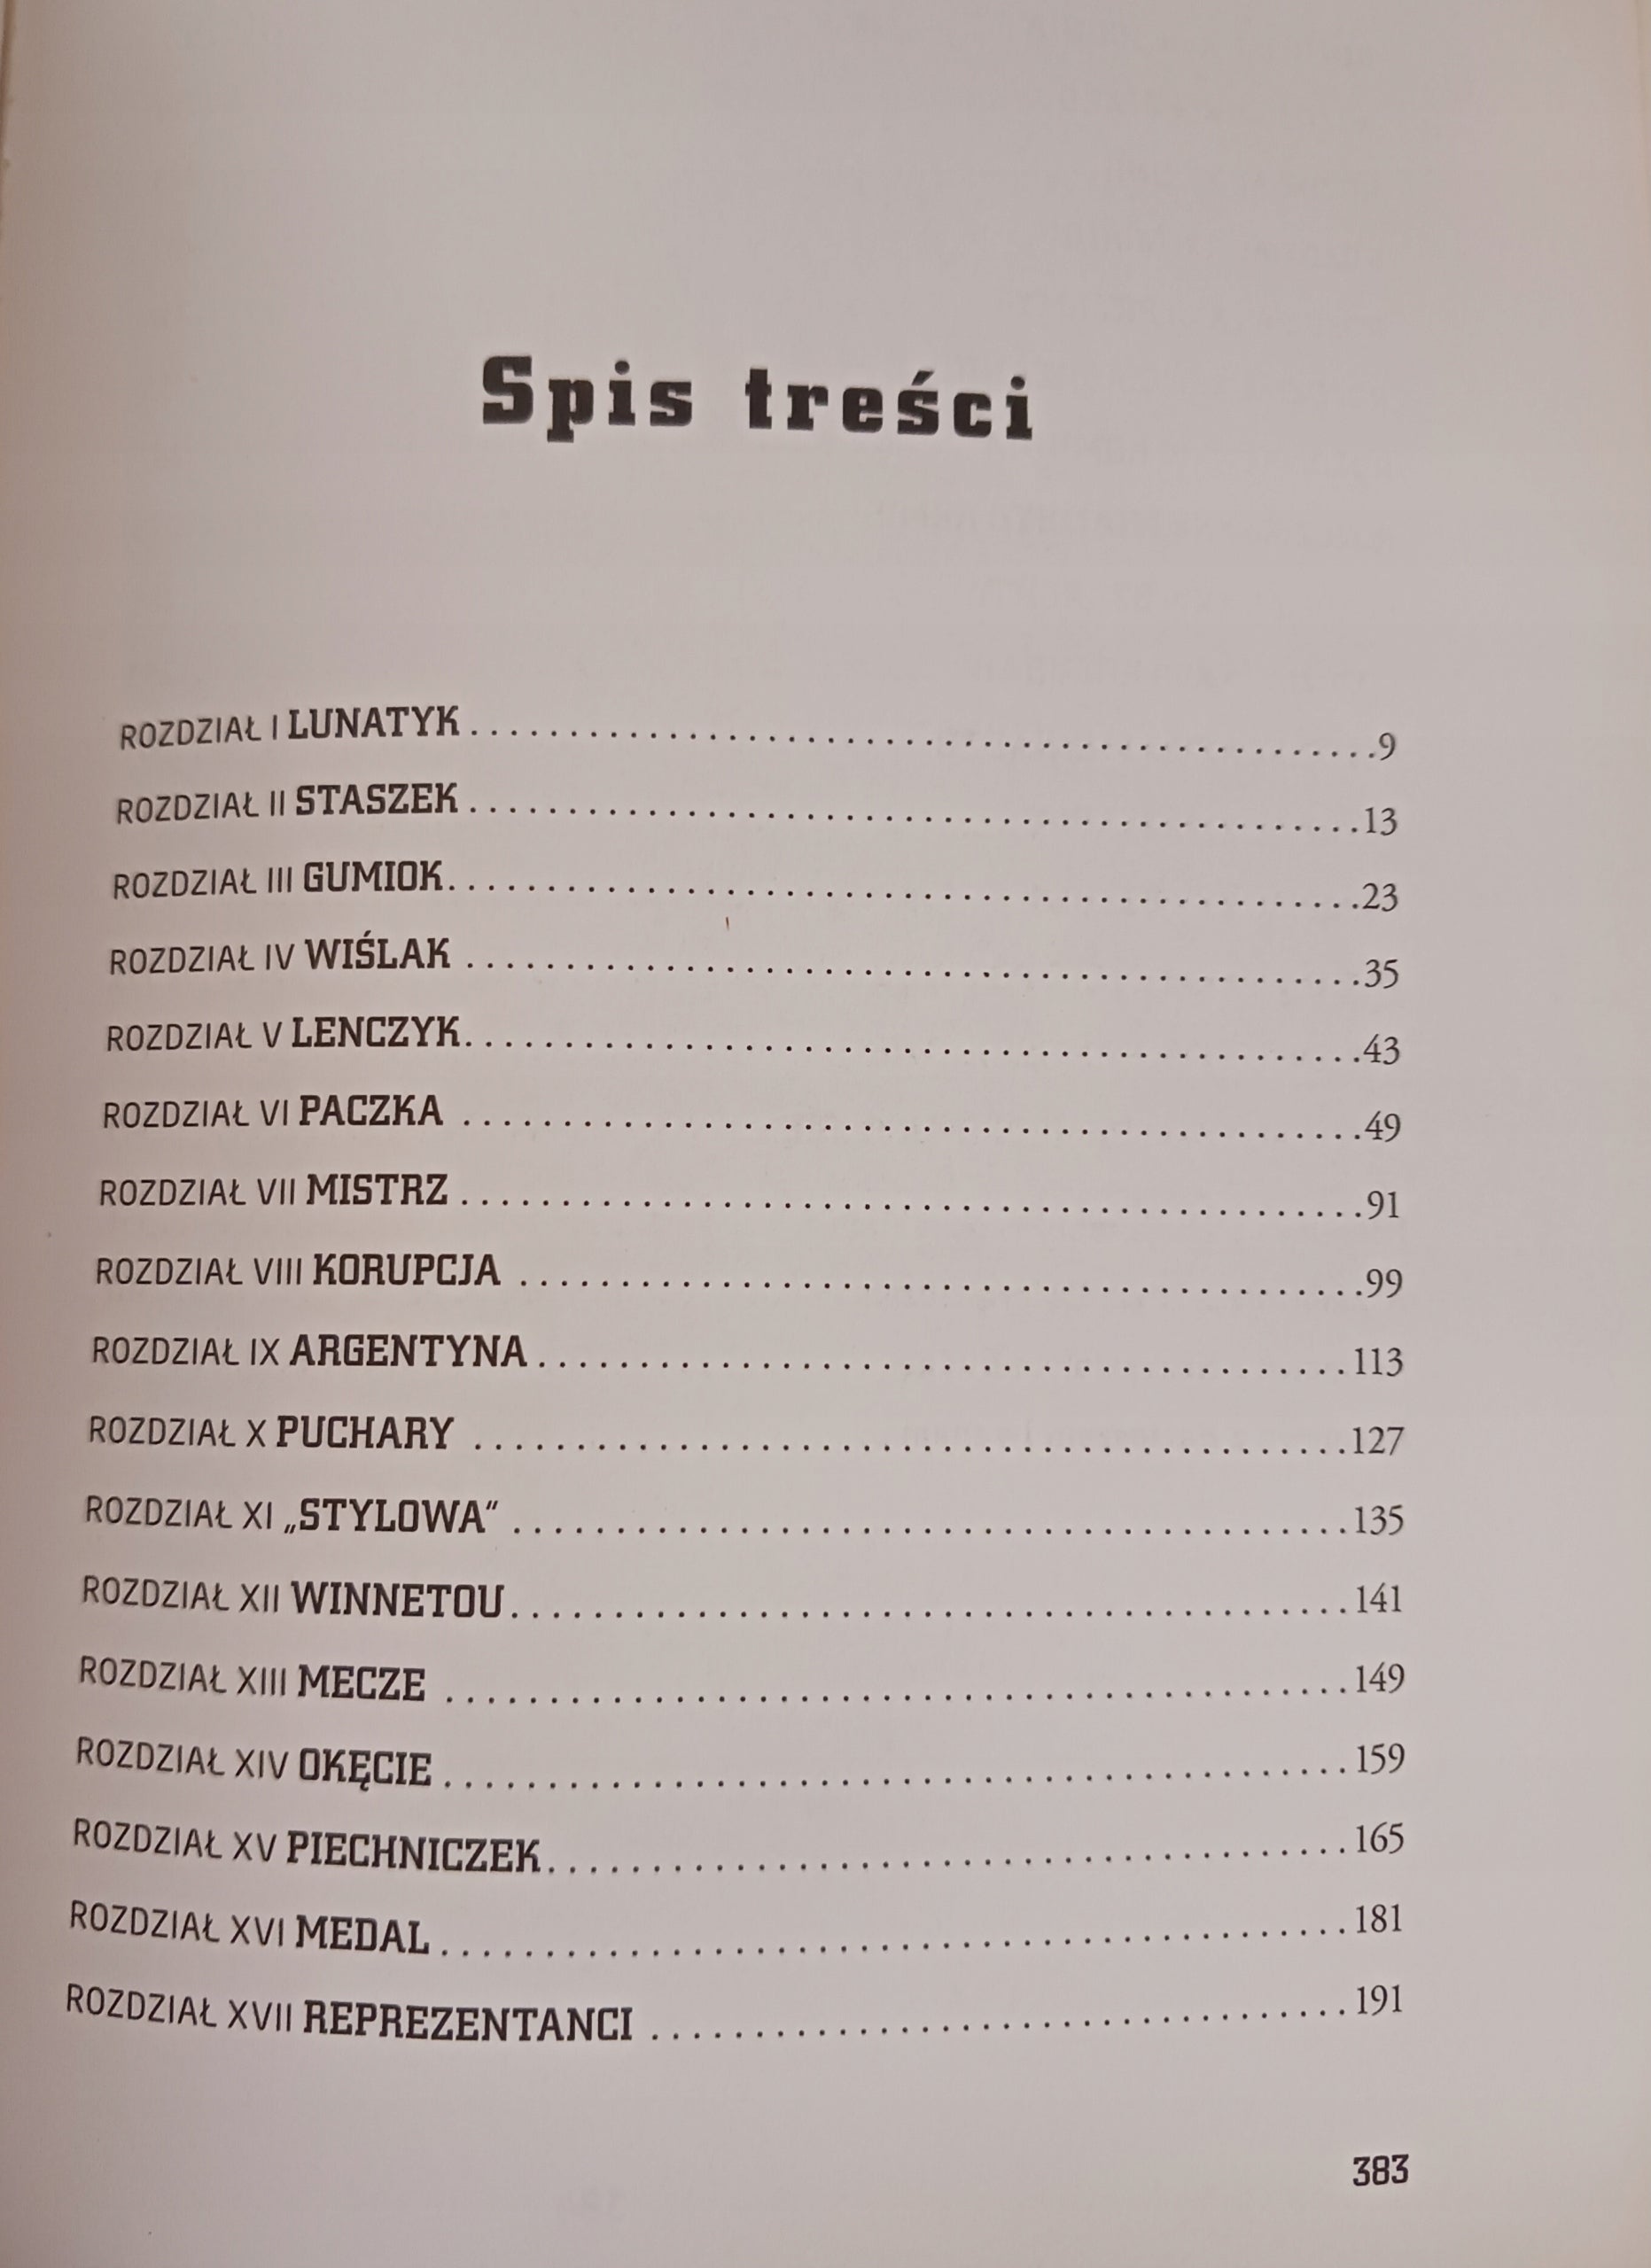 Spis treści
ROZDZIAŁ I LUNATYK . . . . . . . . . . . . . . . . . . . . . . . . . . . . . . . . . . . . . . . . . . . . . .9
ROZDZIAŁ II STASZEK . . . . . . . . . . . . . . . . . . . . . . . . . . . . . . . . . . . . . . . . . . . . .13
ROZDZIAŁ III GUMIOK. . . . . . . . . . . . . . . . . . . . . . . . . . . . . . . . . . . . . . . . . . . . . .23
ROZDZIAŁ IV WIŚLAK . . . . . . . . . . . . . . . . . . . . . . . . . . . . . . . . . . . . . . . . . . . . .35
ROZDZIAŁ V LENCZYK. . . . . . . . . . . . . . . . . . . . . . . . . . . . . . . . . . . . . . . . . . . . .43
ROZDZIAŁ VI PACZKA . . . . . . . . . . . . . . . . . . . . . . . . . . . . . . . . . . . . . . . . . . . . .49
ROZDZIAŁ VII MISTRZ . . . . . . . . . . . . . . . . . . . . . . . . . . . . . . . . . . . . . . . . . . . . .91
ROZDZIAŁ VIII KORUPCJA . . . . . . . . . . . . . . . . . . . . . . . . . . . . . . . . . . . . . . . . . .99
ROZDZIAŁ IX ARGENTYNA . . . . . . . . . . . . . . . . . . . . . . . . . . . . . . . . . . . . . . . . 113
ROZDZIAŁ X PUCHARY . . . . . . . . . . . . . . . . . . . . . . . . . . . . . . . . . . . . . . . . . . .127
ROZDZIAŁ XI „STYLOWA” . . . . . . . . . . . . . . . . . . . . . . . . . . . . . . . . . . . . . . . . .135
ROZDZIAŁ XII WINNETOU. . . . . . . . . . . . . . . . . . . . . . . . . . . . . . . . . . . . . . . . . 141
ROZDZIAŁ XIII MECZE . . . . . . . . . . . . . . . . . . . . . . . . . . . . . . . . . . . . . . . . . . . .149
ROZDZIAŁ XIV OKĘCIE . . . . . . . . . . . . . . . . . . . . . . . . . . . . . . . . . . . . . . . . . . . .159
ROZDZIAŁ XV PIECHNICZEK. . . . . . . . . . . . . . . . . . . . . . . . . . . . . . . . . . . . . . . 165
ROZDZIAŁ XVI MEDAL . . . . . . . . . . . . . . . . . . . . . . . . . . . . . . . . . . . . . . . . . . . . 181
ROZDZIAŁ XVII REPREZENTANCI . . . . . . . . . . . . . . . . . . . . . . . . . . . . . . . . . . 191
383